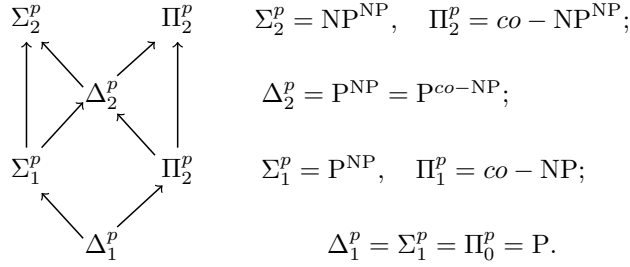 Σ₂ᵖ Π₂ᵖ Σ₂ᵖ = NP^NP, Π₂ᵖ = co − NP^NP;
Δ₂ᵖ Δ₂ᵖ = P^NP = P^co−NP;
Σ₁ᵖ Π₂ᵖ Σ₁ᵖ = P^NP, Π₁ᵖ = co − NP;
Δ₁ᵖ Δ₁ᵖ = Σ₁ᵖ = Π₀ᵖ = P.